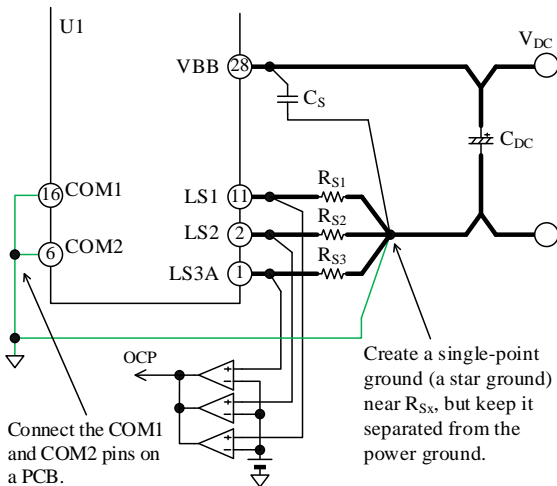 U1
VBB
28
V_DC
C_S
C_DC
16
COM1
LS1
11
R_S1
6
COM2
LS2
2
R_S2
LS3A
1
R_S3
OCP
Connect the COM1
and COM2 pins on
a PCB.
Create a single-point
ground (a star ground)
near R_Sx, but keep it
separated from the
power ground.